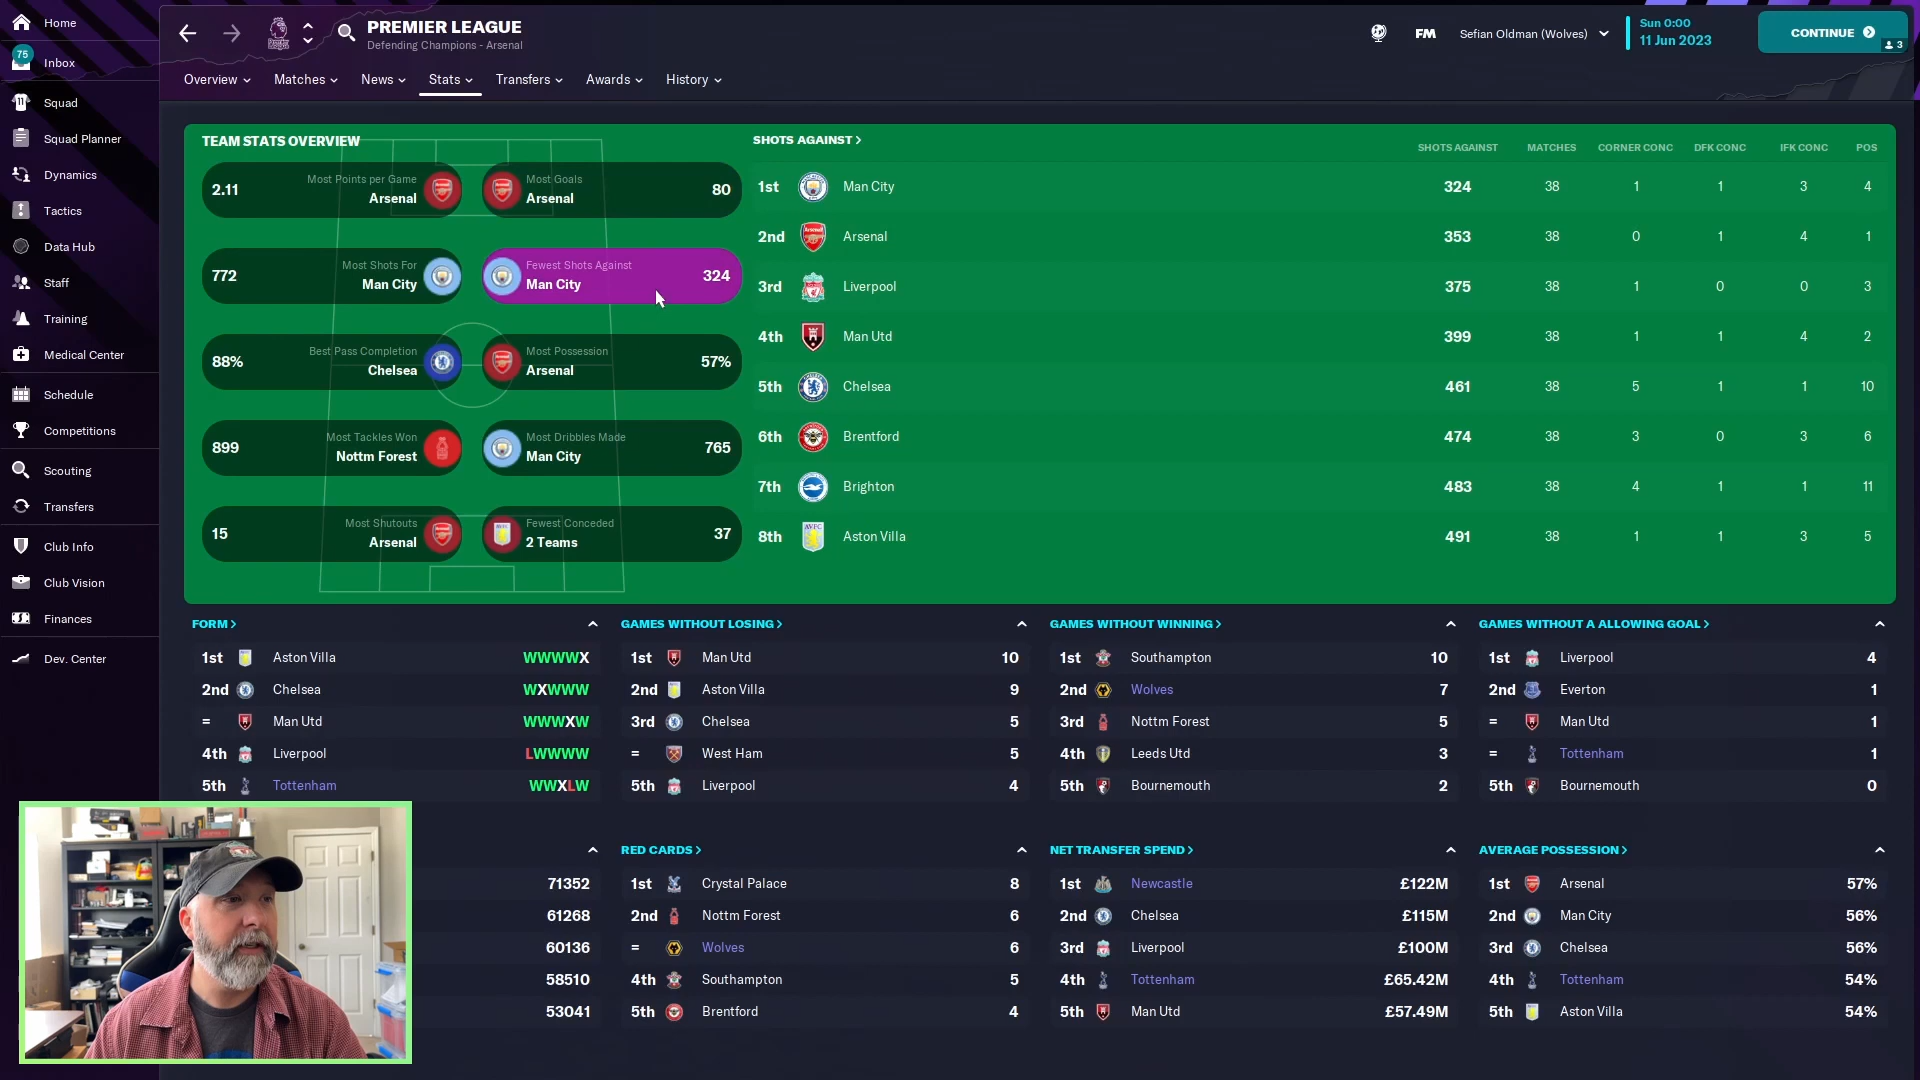 Home
75
Inbox
Squad
Squad Planner
Dynamics
Tactics
Data Hub
Staff
Training
Medical Center
Schedule
Competitions
Scouting
Transfers
Club Info
Club Vision
Finances
Dev. Center
PREMIER LEAGUE
Defending Champions - Arsenal
FM
Sefian Oldman (Wolves)
Sun 0:00
11 Jun 2023
CONTINUE
3
Overview Matches News Stats Transfers Awards History
TEAM STATS OVERVIEW
2.11 Most Points per Game Arsenal
Most Goals Arsenal 80
772 Most Shots For Man City
Fewest Shots Against Man City 324
88% Best Pass Completion Chelsea
Most Possession Arsenal 57%
899 Most Tackles Won Nottm Forest
Most Dribbles Made Man City 765
15 Most Shutouts Arsenal
Fewest Conceded 2 Teams 37
SHOTS AGAINST > SHOTS AGAINST MATCHES CORNER CONC DFK CONC IFK CONC POS
1st Man City 324 38 1 1 3 4
2nd Arsenal 353 38 0 1 4 1
3rd Liverpool 375 38 1 0 0 3
4th Man Utd 399 38 1 1 4 2
5th Chelsea 461 38 5 1 1 10
6th Brentford 474 38 3 0 3 6
7th Brighton 483 38 4 1 1 11
8th Aston Villa 491 38 1 1 3 5
FORM >
1st Aston Villa WWWWX
2nd Chelsea WXWWW
= Man Utd WWWXW
4th Liverpool LWWWW
5th Tottenham WWXLW
GAMES WITHOUT LOSING >
1st Man Utd 10
2nd Aston Villa 9
3rd Chelsea 5
= West Ham 5
5th Liverpool 4
GAMES WITHOUT WINNING >
1st Southampton 10
2nd Wolves 7
3rd Nottm Forest 5
4th Leeds Utd 3
5th Bournemouth 2
GAMES WITHOUT A ALLOWING GOAL >
1st Liverpool 4
2nd Everton 1
= Man Utd 1
= Tottenham 1
5th Bournemouth 0
71352
61268
60136
58510
53041
RED CARDS >
1st Crystal Palace 8
2nd Nottm Forest 6
= Wolves 6
4th Southampton 5
5th Brentford 4
NET TRANSFER SPEND >
1st Newcastle £122M
2nd Chelsea £115M
3rd Liverpool £100M
4th Tottenham £65.42M
5th Man Utd £57.49M
AVERAGE POSSESSION >
1st Arsenal 57%
2nd Man City 56%
3rd Chelsea 56%
4th Tottenham 54%
5th Aston Villa 54%